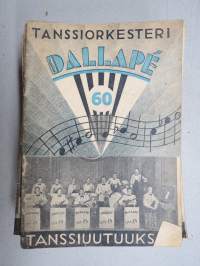 TANSSIORKESTERI
DALLAPÉ
60
TANSSIUUTUUKS